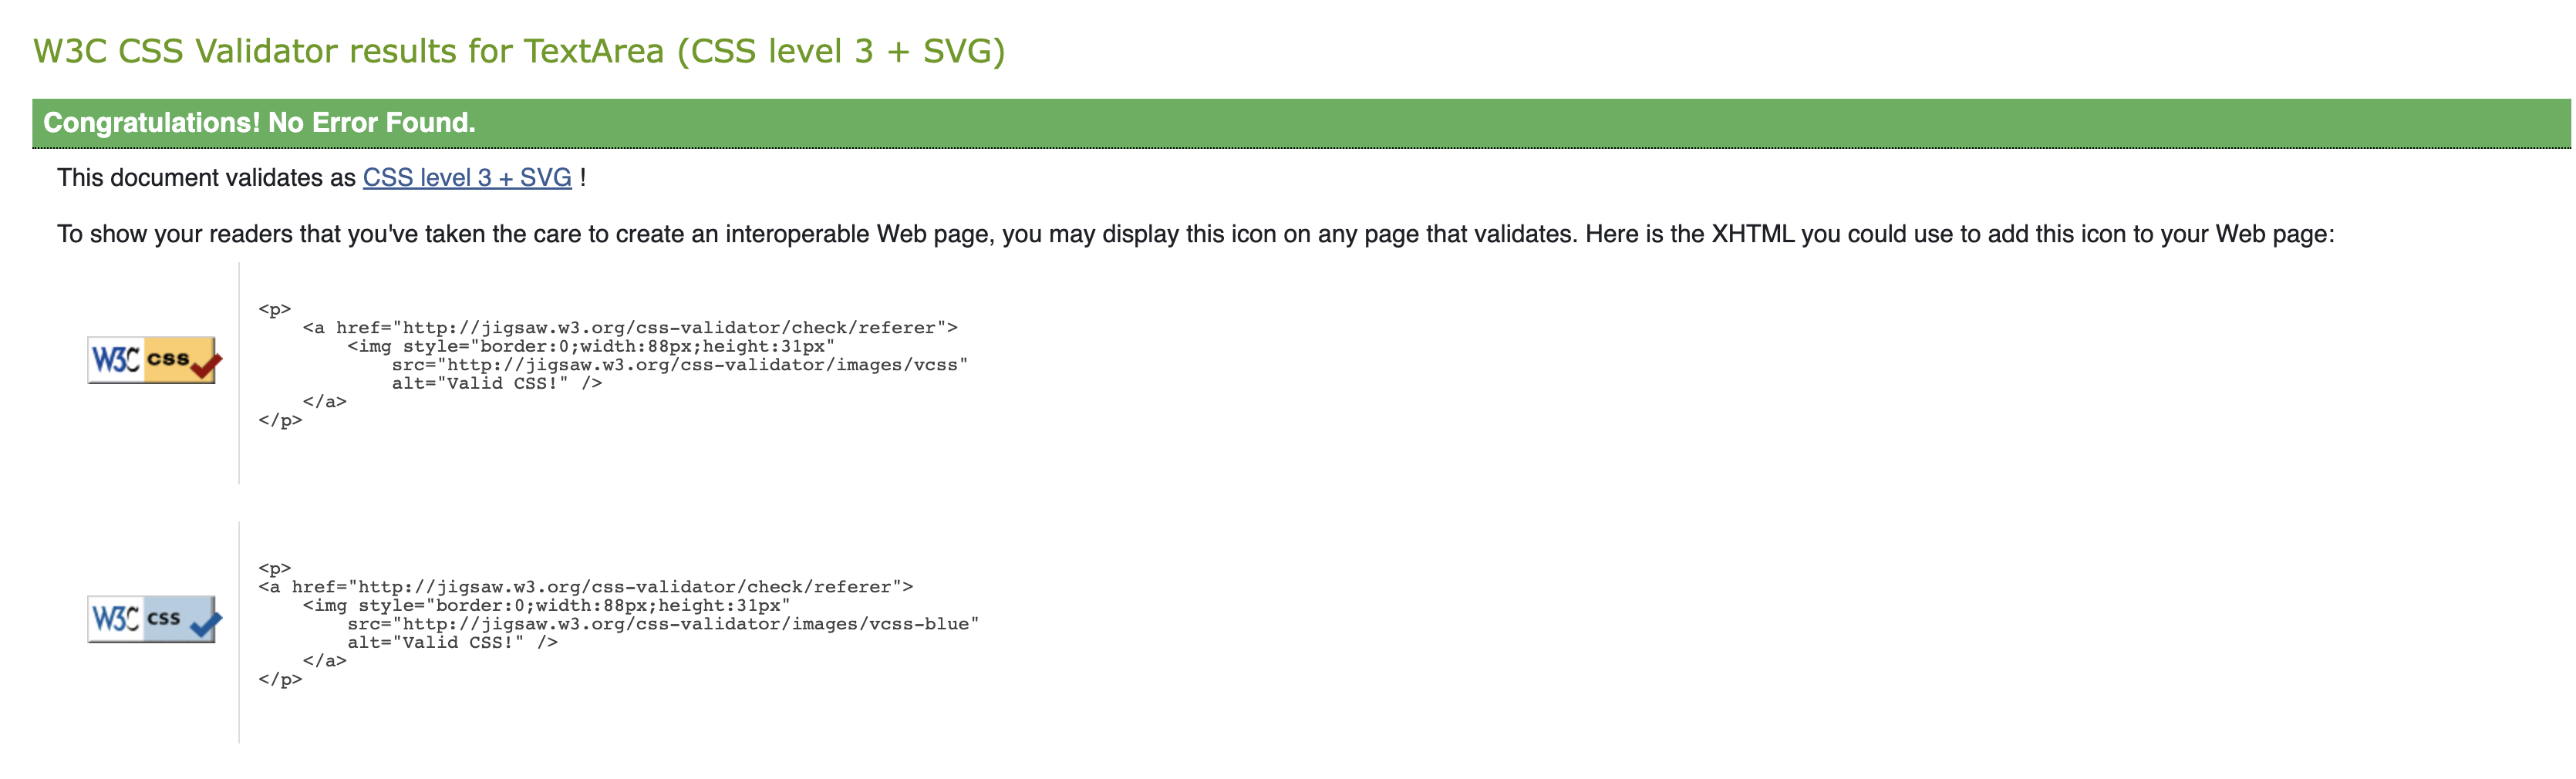 W3C CSS Validator results for TextArea (CSS level 3 + SVG)
Congratulations! No Error Found.
This document validates as CSS level 3 + SVG !
To show your readers that you've taken the care to create an interoperable Web page, you may display this icon on any page that validates. Here is the XHTML you could use to add this icon to your Web page:
W3C css
<p>
    <a href="http://jigsaw.w3.org/css-validator/check/referer">
        <img style="border:0;width:88px;height:31px"
            src="http://jigsaw.w3.org/css-validator/images/vcss"
            alt="Valid CSS!" />
    </a>
</p>
W3C css
<p>
<a href="http://jigsaw.w3.org/css-validator/check/referer">
    <img style="border:0;width:88px;height:31px"
        src="http://jigsaw.w3.org/css-validator/images/vcss-blue"
        alt="Valid CSS!" />
    </a>
</p>